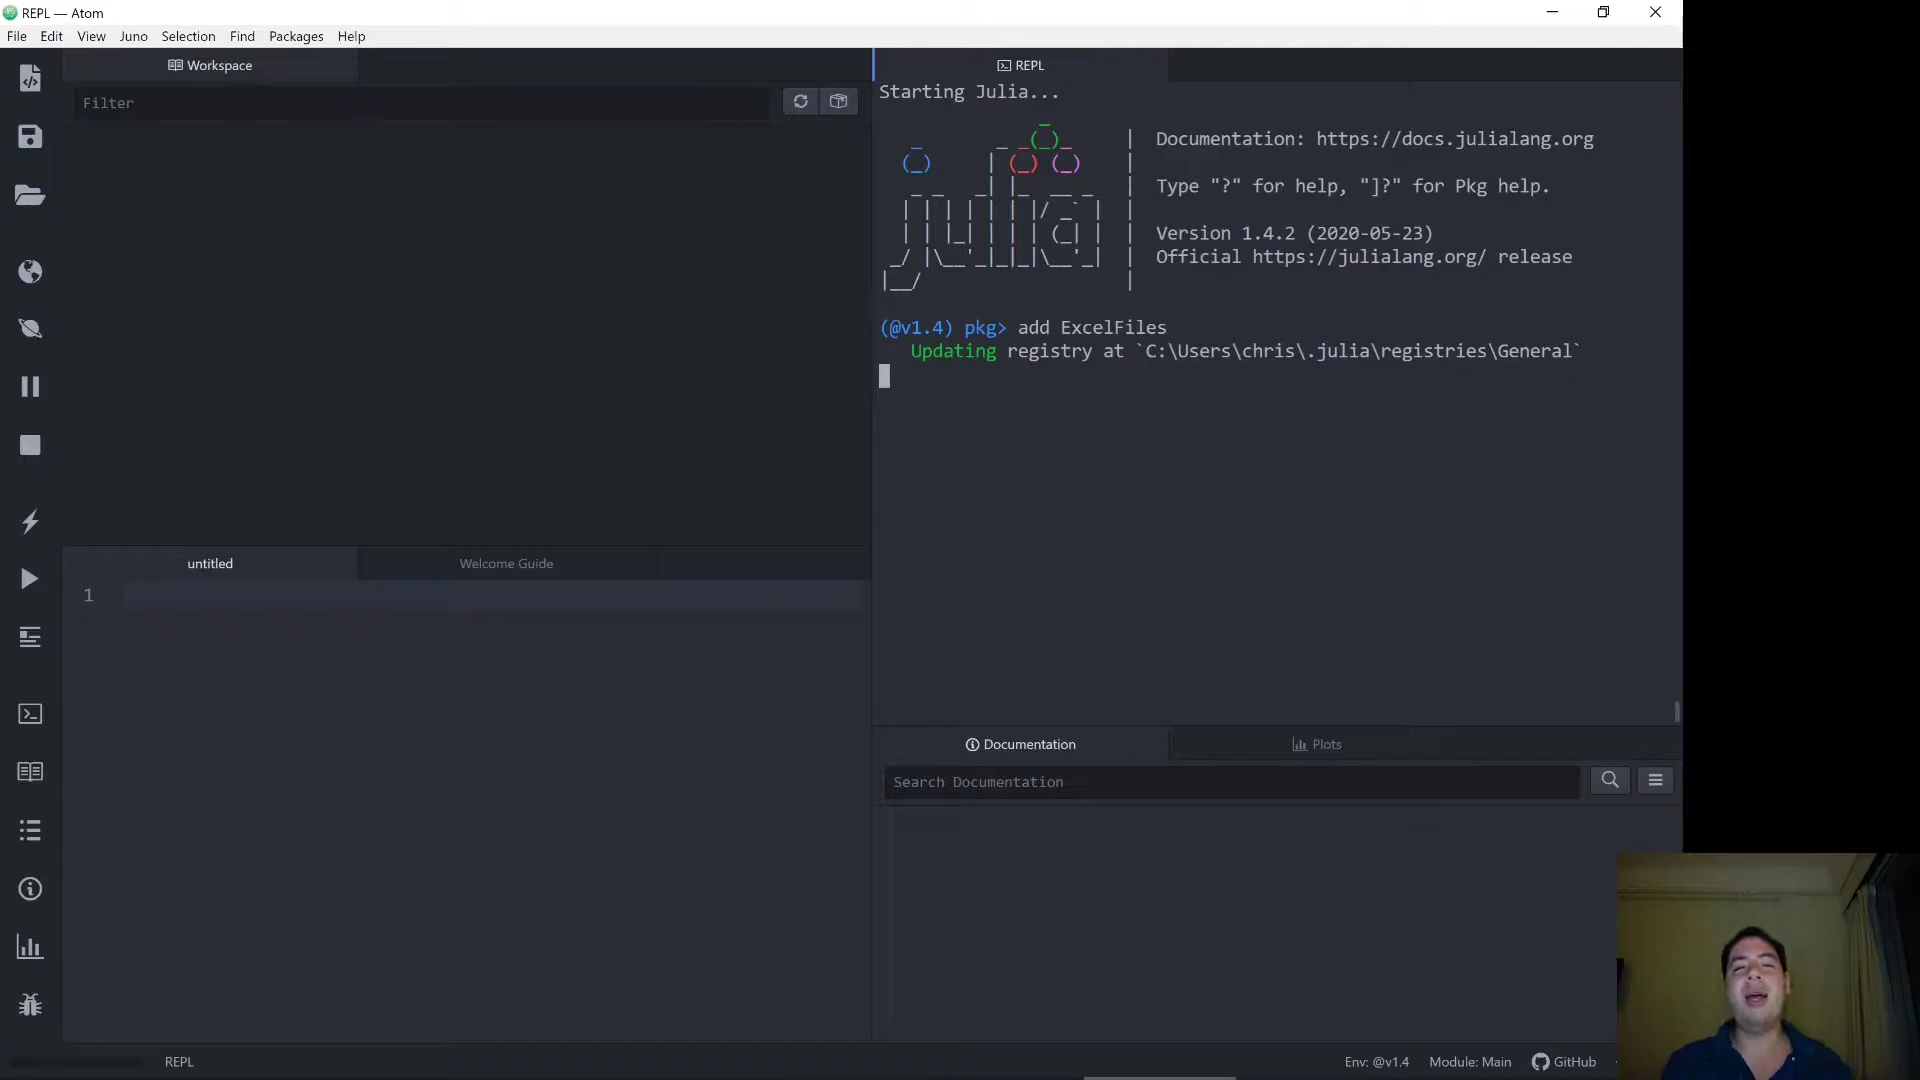 REPL — Atom
File Edit View Juno Selection Find Packages Help
Workspace
Filter
untitled
Welcome Guide
1
REPL
Starting Julia...
Documentation: https://docs.julialang.org
Type "?" for help, "]?" for Pkg help.
Version 1.4.2 (2020-05-23)
Official https://julialang.org/ release
(@v1.4) pkg> add ExcelFiles
Updating registry at `C:\Users\chris\.julia\registries\General`
Documentation
Plots
Search Documentation
REPL
Env: @v1.4
Module: Main
GitHub